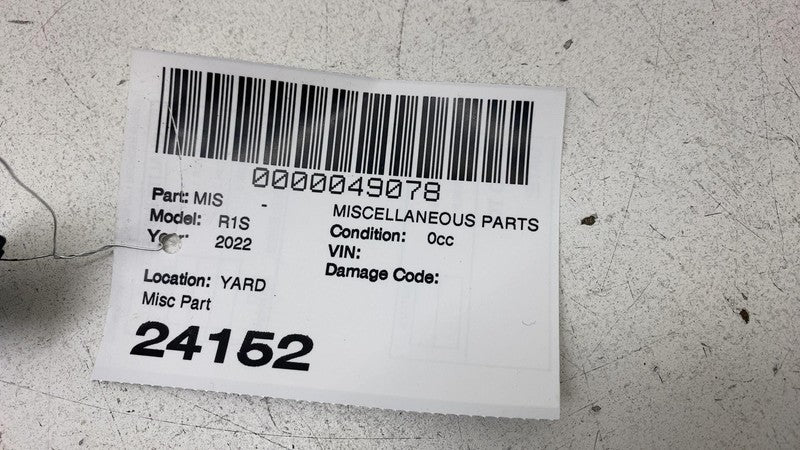 0000049078
Part: MIS - MISCELLANEOUS PARTS
Model: R1S Condition: 0cc
Year: 2022 VIN:
Damage Code:
Location: YARD
Misc Part
24152